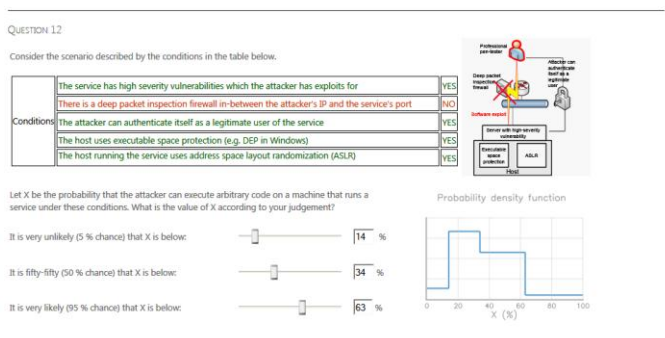 QUESTION 12
Consider the scenario described by the conditions in the table below.
Conditions
The service has high severity vulnerabilities which the attacker has exploits for YES
There is a deep packet inspection firewall in-between the attacker's IP and the service's port NO
The attacker can authenticate itself as a legitimate user of the service YES
The host uses executable space protection (e.g. DEP in Windows) YES
The host running the service uses address space layout randomization (ASLR) YES
Professional
pen-tester
Attacker can
authenticate
itself as a
legitimate
user
Deep packet
inspection
firewall
Software exploit
Server with high-severity
vulnerability
Executable
space
protection
ASLR
Host
Let X be the probability that the attacker can execute arbitrary code on a machine that runs a
service under these conditions. What is the value of X according to your judgement?
It is very unlikely (5 % chance) that X is below: 14 %
It is fifty-fifty (50 % chance) that X is below: 34 %
It is very likely (95 % chance) that X is below: 63 %
Probability density function
0 20 40 60 80 100
X (%)